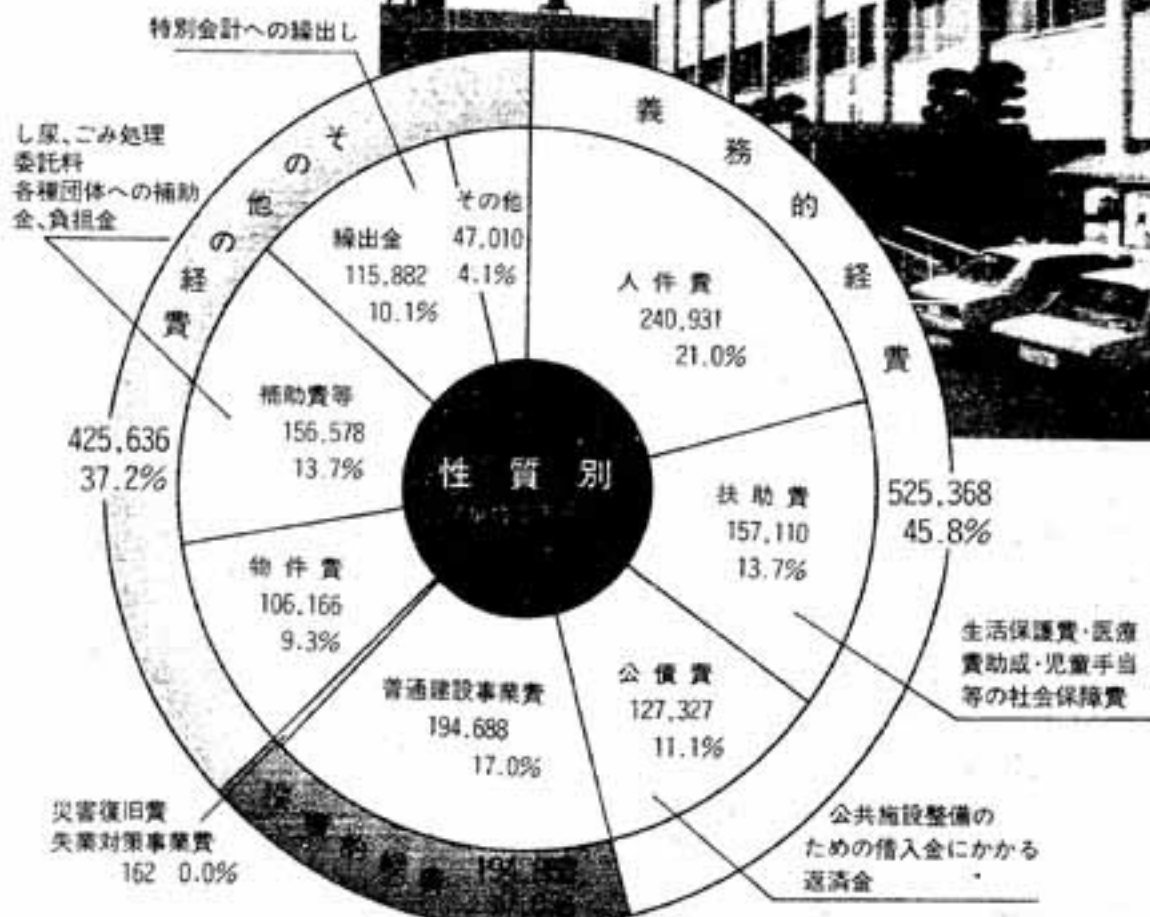 特別会計への繰出し
し尿、ごみ処理
委託料
各種団体への補助
金、負担金
その他の経費
425,636
37.2%
義務的経費
525,368
45.8%
その他
47,010
4.1%
繰出金
115,882
10.1%
人件費
240,931
21.0%
補助費等
156,578
13.7%
性質別
扶助費
157,110
13.7%
物件費
106,166
9.3%
生活保護費・医療
費助成・児童手当
等の社会保障費
公債費
127,327
11.1%
普通建設事業費
194,688
17.0%
災害復旧費
失業対策事業費
162 0.0%
公共施設整備の
ための借入金にかかる
返済金
投資的経費